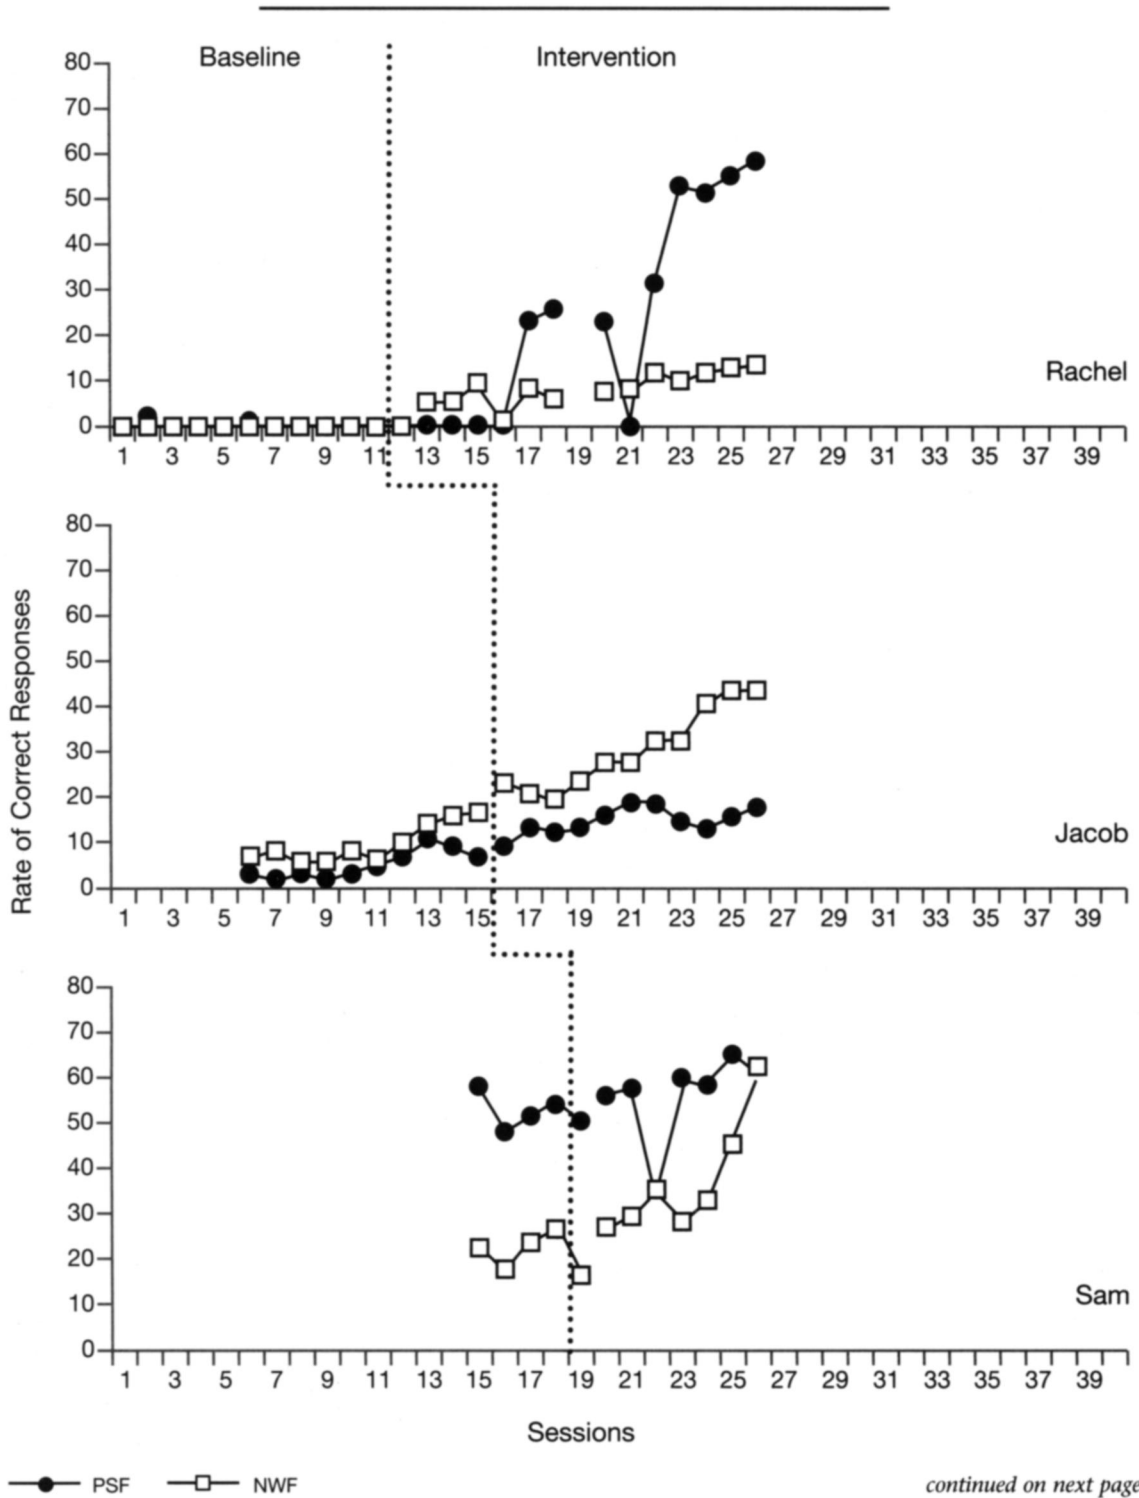 Baseline Intervention
80
70
60
50
40
30
20
10
0
Rachel
1 3 5 7 9 11 13 15 17 19 21 23 25 27 29 31 33 35 37 39
Rate of Correct Responses
80
70
60
50
40
30
20
10
0
Jacob
1 3 5 7 9 11 13 15 17 19 21 23 25 27 29 31 33 35 37 39
80
70
60
50
40
30
20
10
0
Sam
1 3 5 7 9 11 13 15 17 19 21 23 25 27 29 31 33 35 37 39
Sessions
PSF NWF
continued on next page